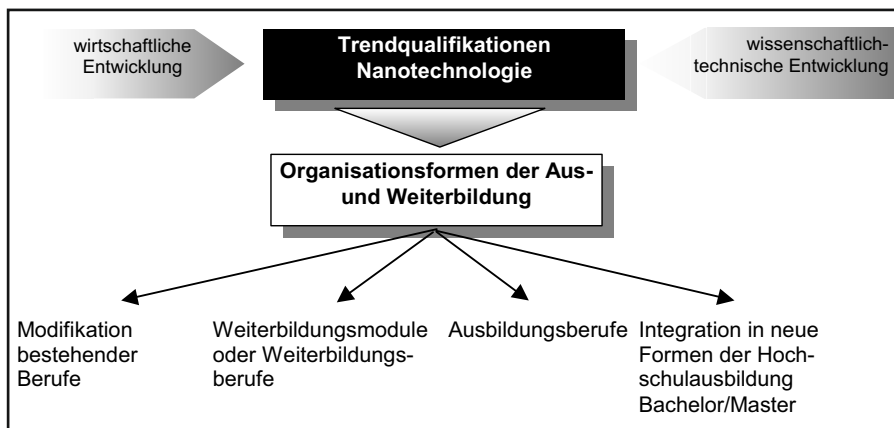 wirtschaftliche
Entwicklung
Trendqualifikationen
Nanotechnologie
wissenschaftlich-
technische Entwicklung
Organisationsformen der Aus-
und Weiterbildung
Modifikation
bestehender
Berufe
Weiterbildungsmodule
oder Weiterbildungs-
berufe
Ausbildungsberufe
Integration in neue
Formen der Hoch-
schulausbildung
Bachelor/Master